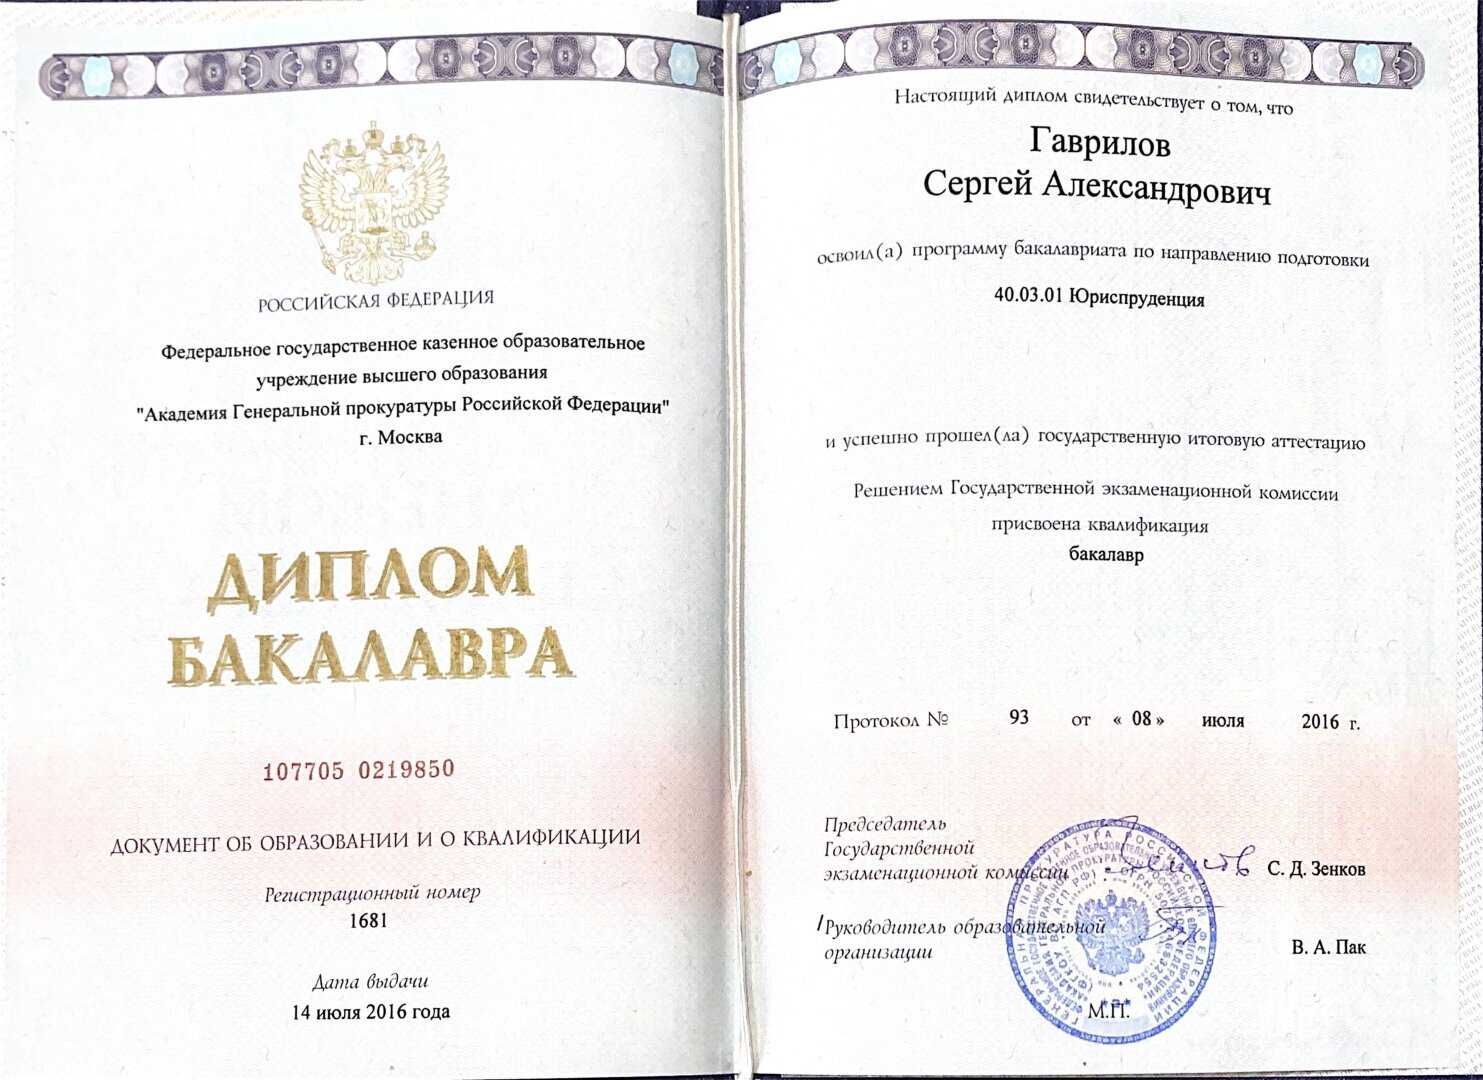 РОССИЙСКАЯ ФЕДЕРАЦИЯ
Федеральное государственное казенное образовательное
учреждение высшего образования
"Академия Генеральной прокуратуры Российской Федерации"
г. Москва
ДИПЛОМ
БАКАЛАВРА
107705 0219850
ДОКУМЕНТ ОБ ОБРАЗОВАНИИ И О КВАЛИФИКАЦИИ
Регистрационный номер
1681
Дата выдачи
14 июля 2016 года
Настоящий диплом свидетельствует о том, что
Гаврилов
Сергей Александрович
освоил(а) программу бакалавриата по направлению подготовки
40.03.01 Юриспруденция
и успешно прошел(ла) государственную итоговую аттестацию
Решением Государственной экзаменационной комиссии
присвоена квалификация
бакалавр
Протокол № 93 от « 08 » июля 2016 г.
Председатель
Государственной
экзаменационной комиссии С. Д. Зенков
Руководитель образовательной
организации В. А. Пак
М.П.
ГЕНЕРАЛЬНАЯ ПРОКУРАТУРА РОССИЙСКОЙ ФЕДЕРАЦИИ